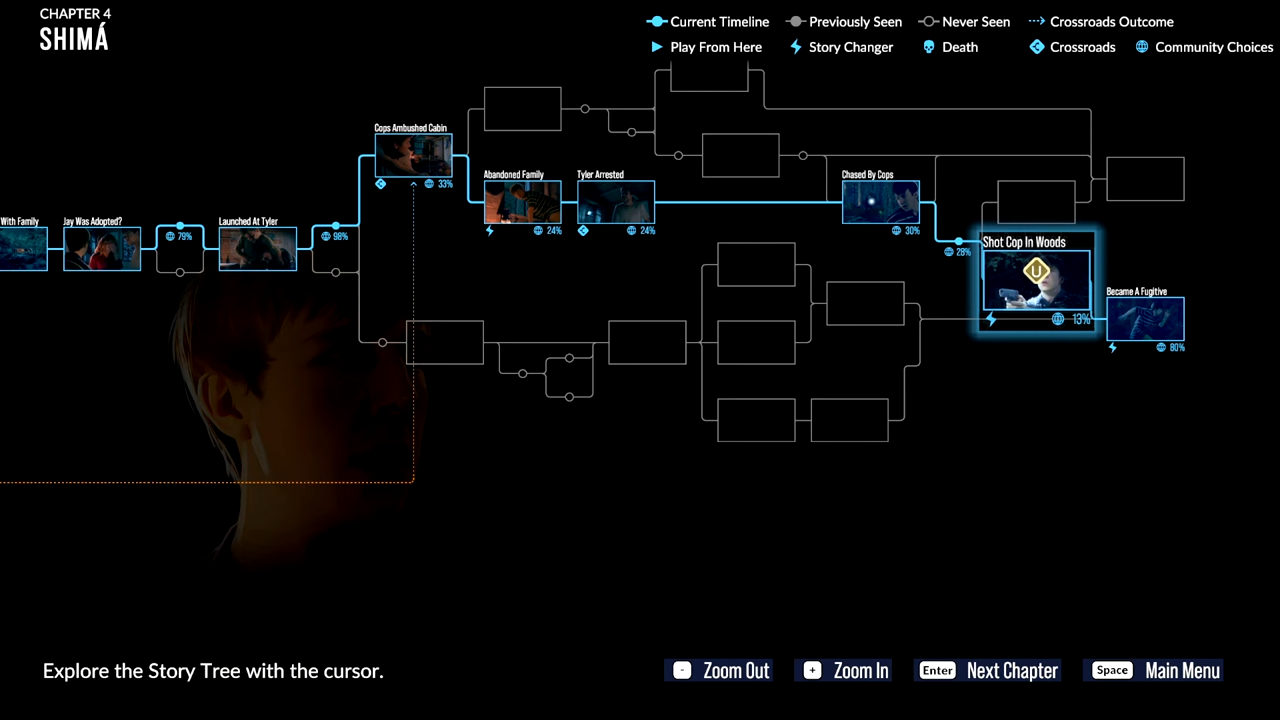 CHAPTER 4
SHIMÁ
Current Timeline
Previously Seen
Never Seen
Crossroads Outcome
Play From Here
Story Changer
Death
Crossroads
Community Choices
Cops Ambushed Cabin
33%
Abandoned Family
Tyler Arrested
Chased By Cops
24%
24%
30%
With Family
Jay Was Adopted?
Launched At Tyler
79%
98%
28%
Shot Cop In Woods
U
13%
Became A Fugitive
80%
Explore the Story Tree with the cursor.
- Zoom Out
+ Zoom In
Enter Next Chapter
Space Main Menu